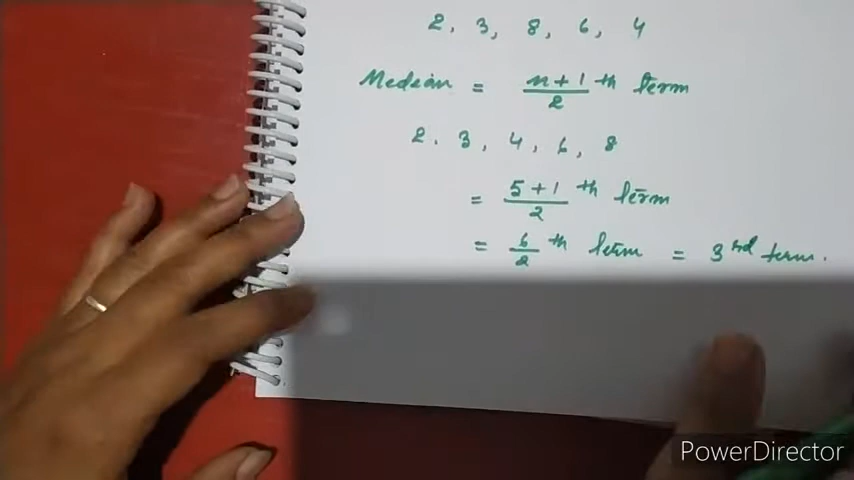 2, 3, 8, 6, 4
Median = n+1/2 th term
2, 3, 4, 6, 8
= 5+1/2 th term
= 6/2 th term = 3rd term.
PowerDirector